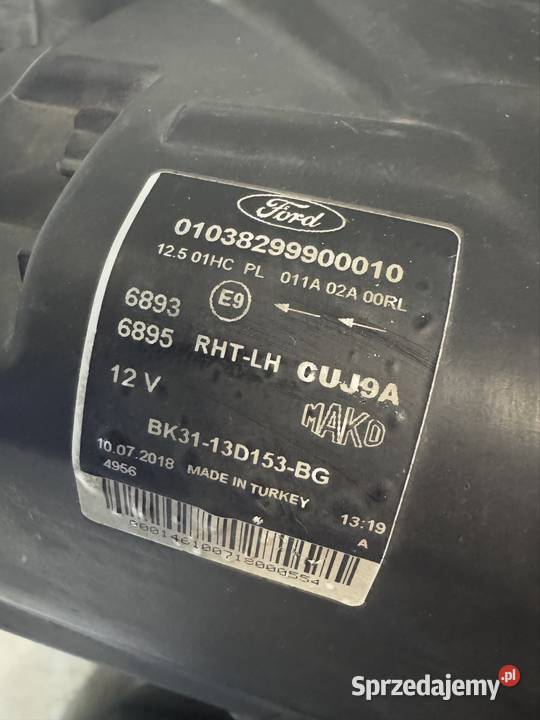 Ford
01038299900010
12.5 01HC PL 011A 02A 00RL
6893 E9
6895 RHT-LH CUJ9A
12 V MAKO
BK31-13D153-BG
10.07.2018 MADE IN TURKEY 13:19
4956 A
800146100718000554
Sprzedajemy.pl